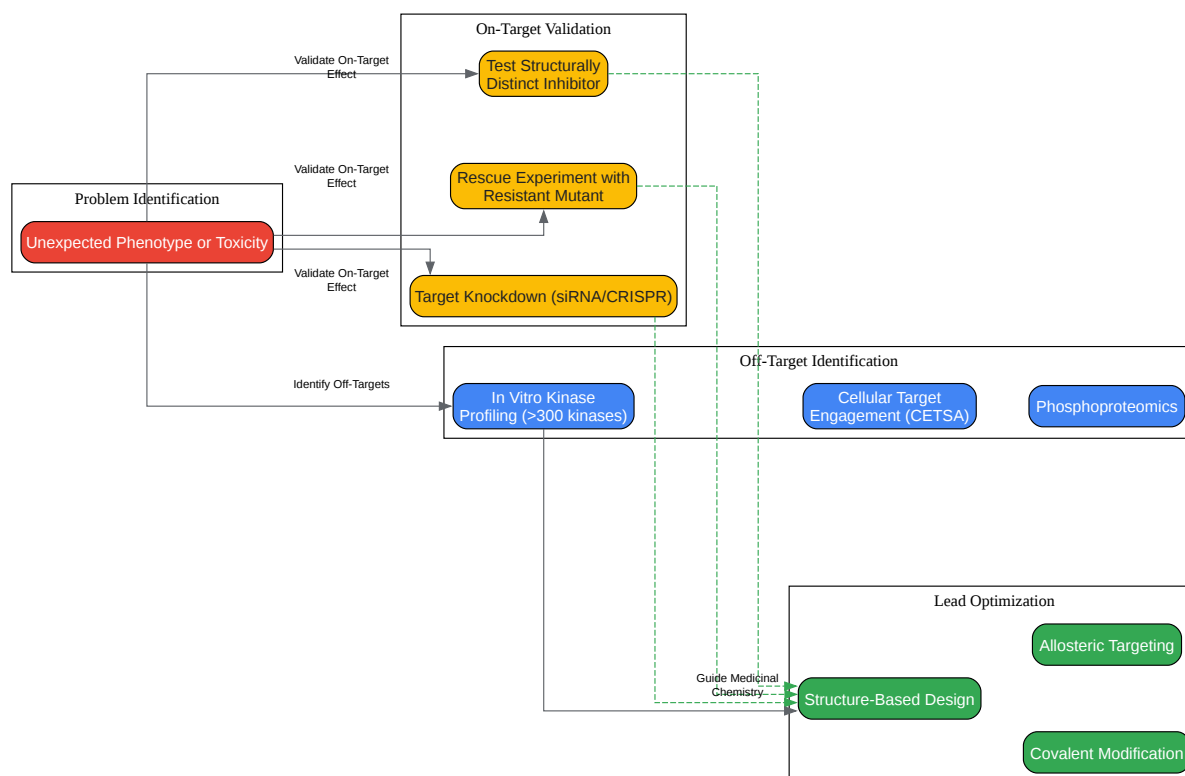 On-Target Validation
Validate On-Target
Effect
Test Structurally
Distinct Inhibitor
Validate On-Target
Effect
Rescue Experiment with
Resistant Mutant
Problem Identification
Unexpected Phenotype or Toxicity
Validate On-Target
Effect
Target Knockdown (siRNA/CRISPR)
Off-Target Identification
Identify Off-Targets
In Vitro Kinase
Profiling (>300 kinases)
Cellular Target
Engagement (CETSA)
Phosphoproteomics
Lead Optimization
Allosteric Targeting
Guide Medicinal
Chemistry
Structure-Based Design
Covalent Modification